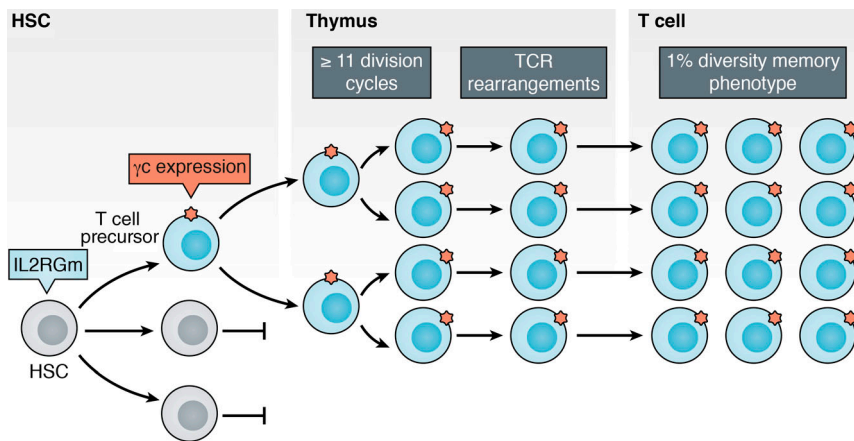 HSC
Thymus
T cell
≥ 11 division
cycles
TCR
rearrangements
1% diversity memory
phenotype
γc expression
T cell
precursor
IL2RGm
HSC